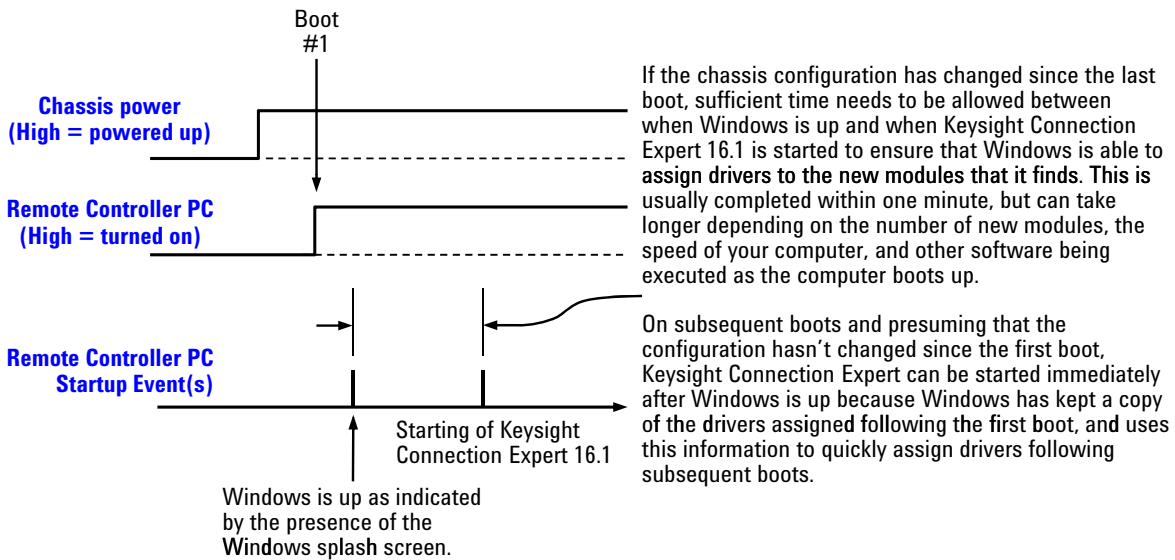 Boot
#1
Chassis power
(High = powered up)
Remote Controller PC
(High = turned on)
Remote Controller PC
Startup Event(s)
Starting of Keysight
Connection Expert 16.1
Windows is up as indicated
by the presence of the
Windows splash screen.
If the chassis configuration has changed since the last
boot, sufficient time needs to be allowed between
when Windows is up and when Keysight Connection
Expert 16.1 is started to ensure that Windows is able to
assign drivers to the new modules that it finds. This is
usually completed within one minute, but can take
longer depending on the number of new modules, the
speed of your computer, and other software being
executed as the computer boots up.
On subsequent boots and presuming that the
configuration hasn't changed since the first boot,
Keysight Connection Expert can be started immediately
after Windows is up because Windows has kept a copy
of the drivers assigned following the first boot, and uses
this information to quickly assign drivers following
subsequent boots.